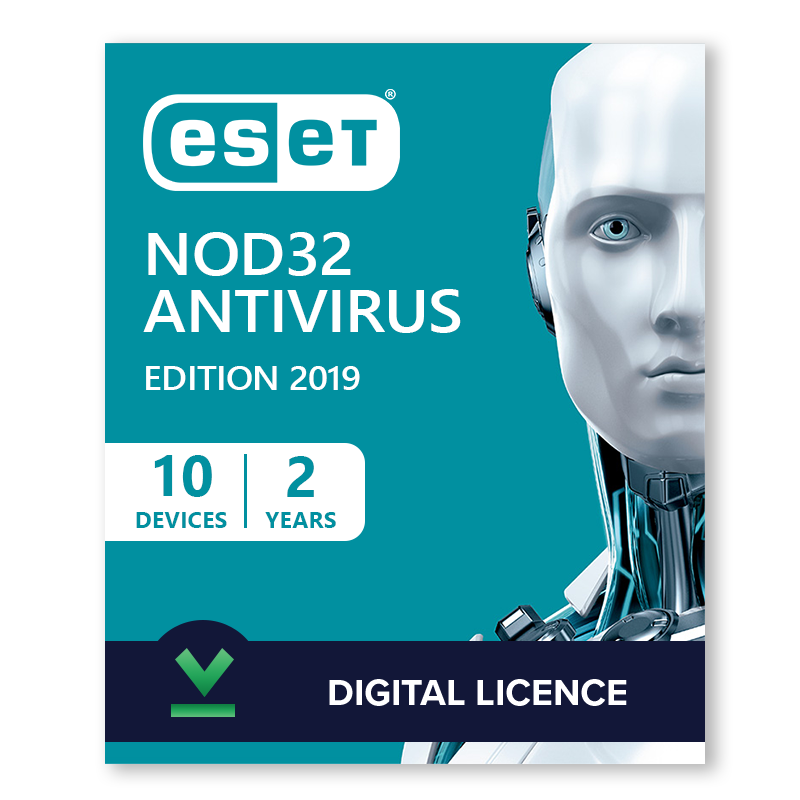 eset®
NOD32
ANTIVIRUS
EDITION 2019
10 2
DEVICES YEARS
DIGITAL LICENCE